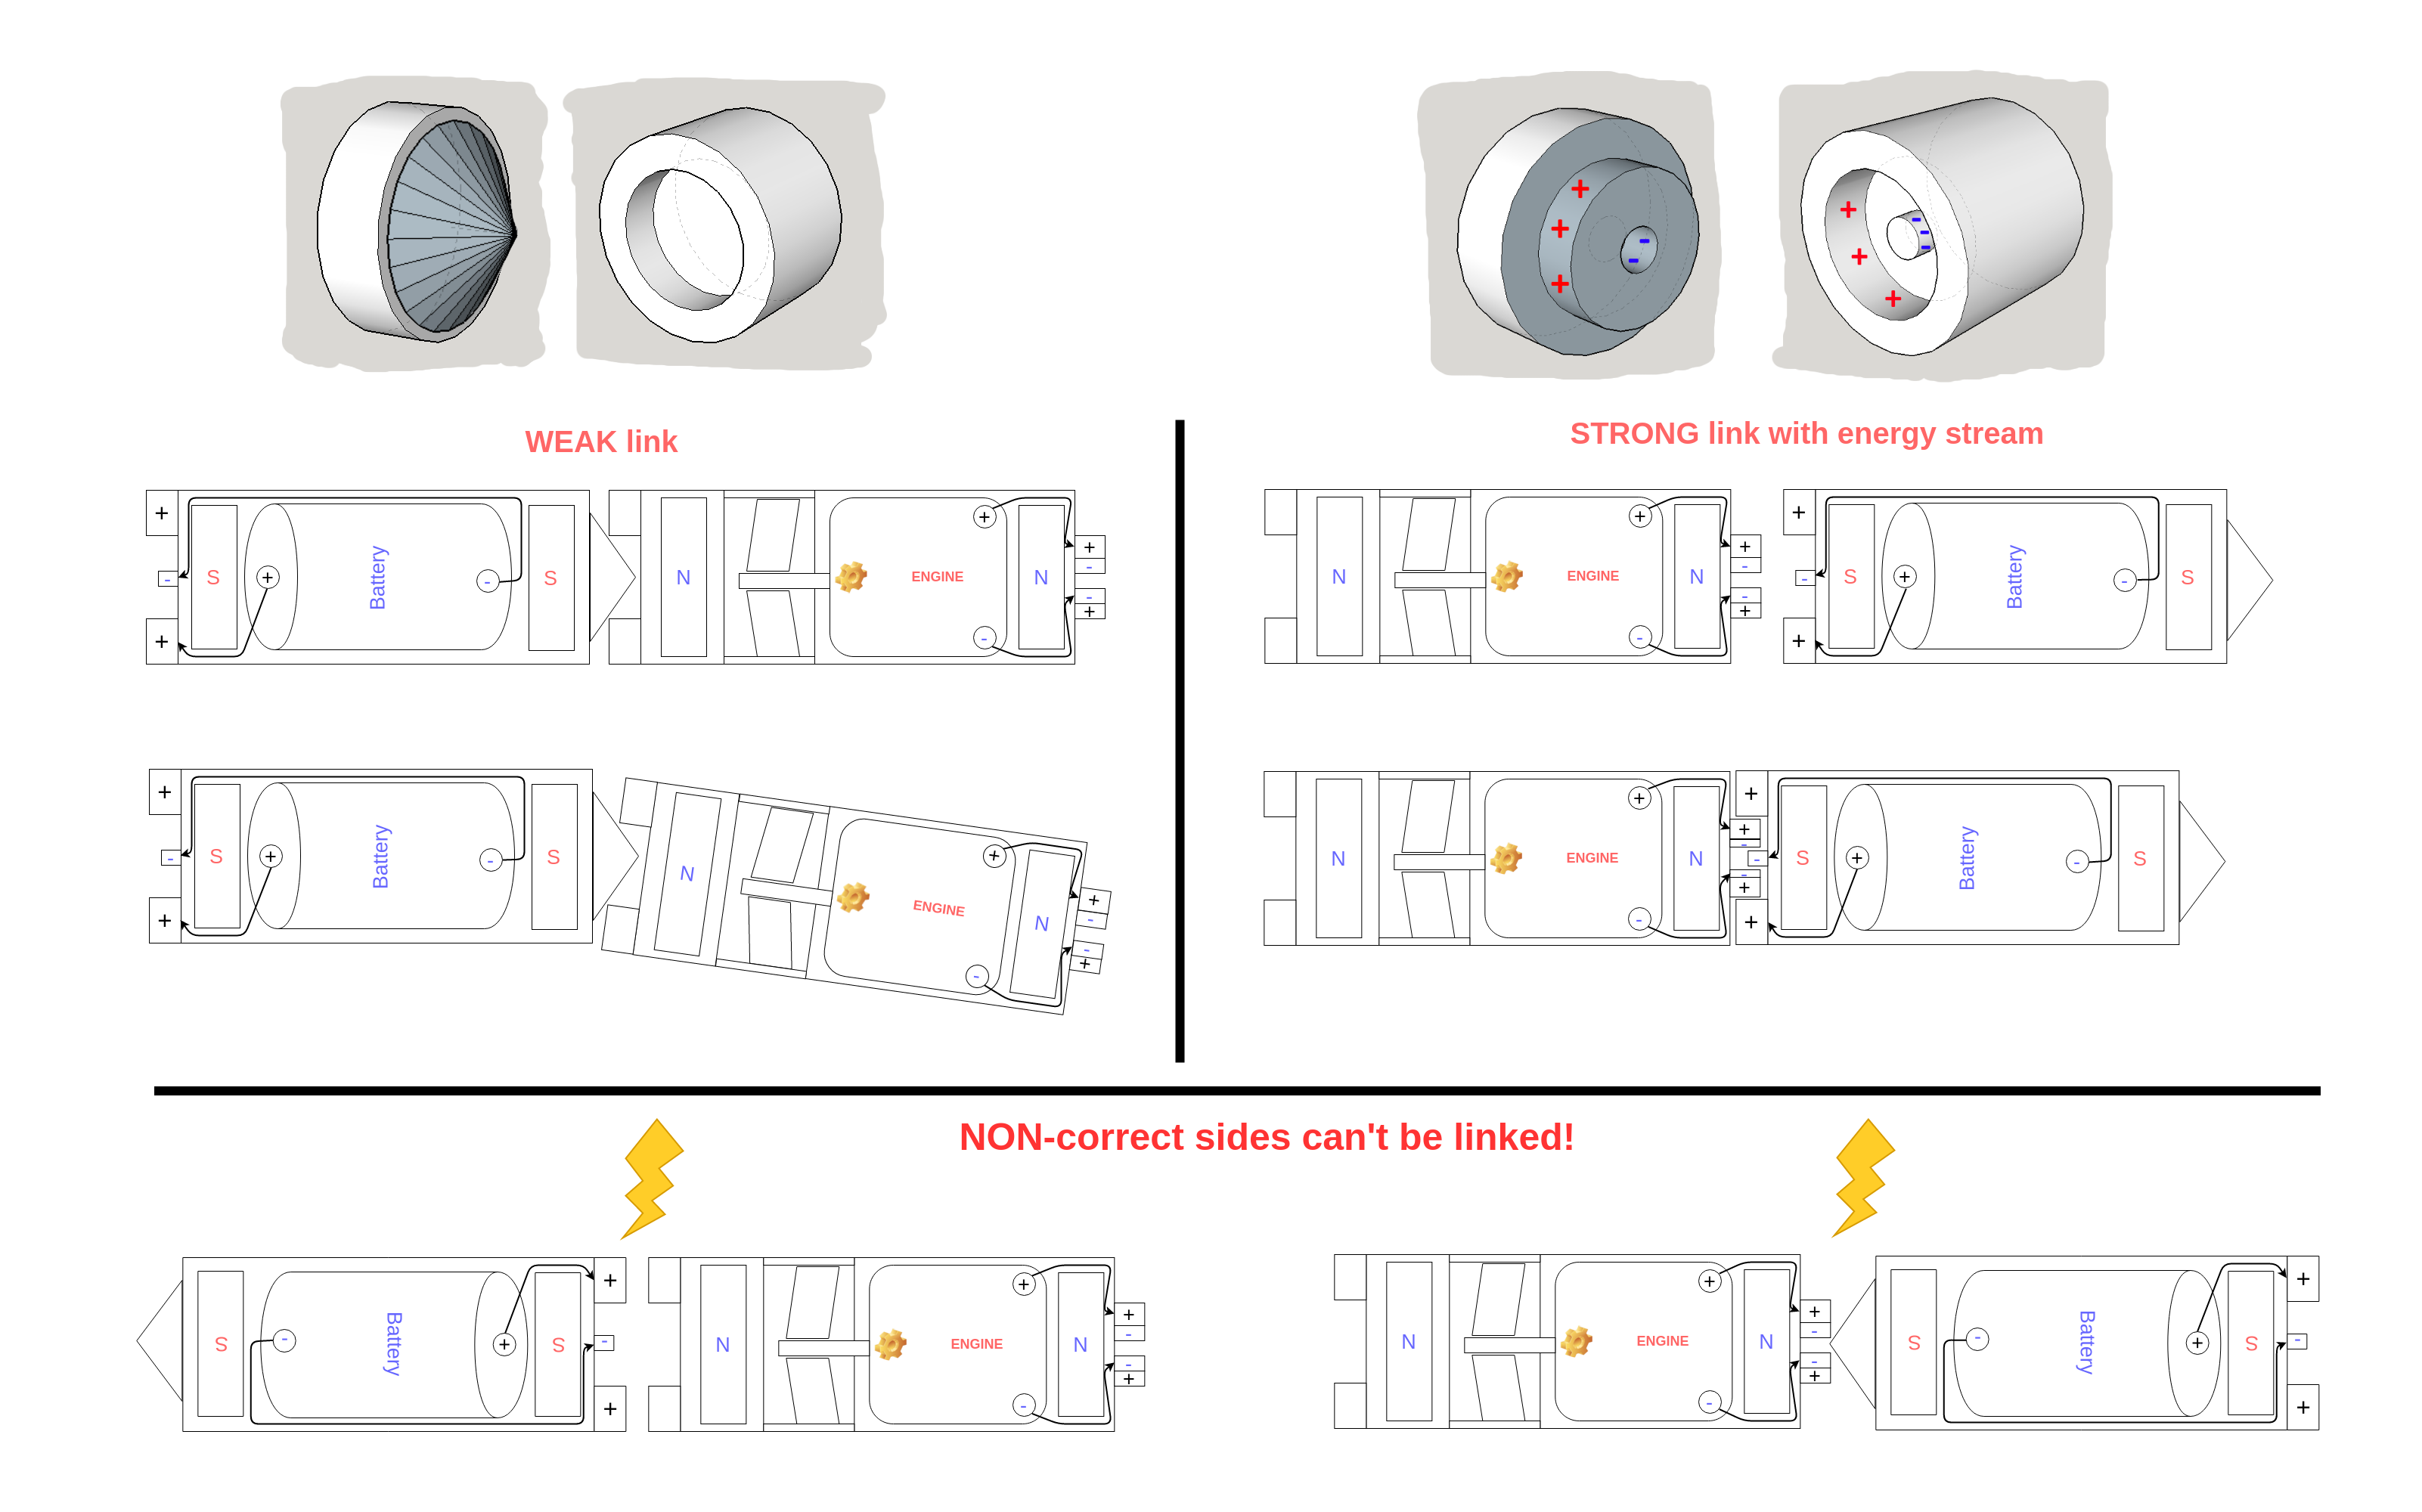 + - -
+ - +
+ - -
+ +
WEAK link
STRONG link with energy stream
+ + +
- S + Battery - S N ENGINE N -
-
+ - +
+ + +
N ENGINE N - - S + Battery - S
-
- + +
+
- S + Battery - S
N + ENGINE N + -
- - +
+ + +
N ENGINE N - - S + Battery - S
-
- + +
NON-correct sides can't be linked!
+ + +
S - Battery + S - N ENGINE N -
-
+ - +
+ + +
N ENGINE N - S - Battery + S -
-
- + +